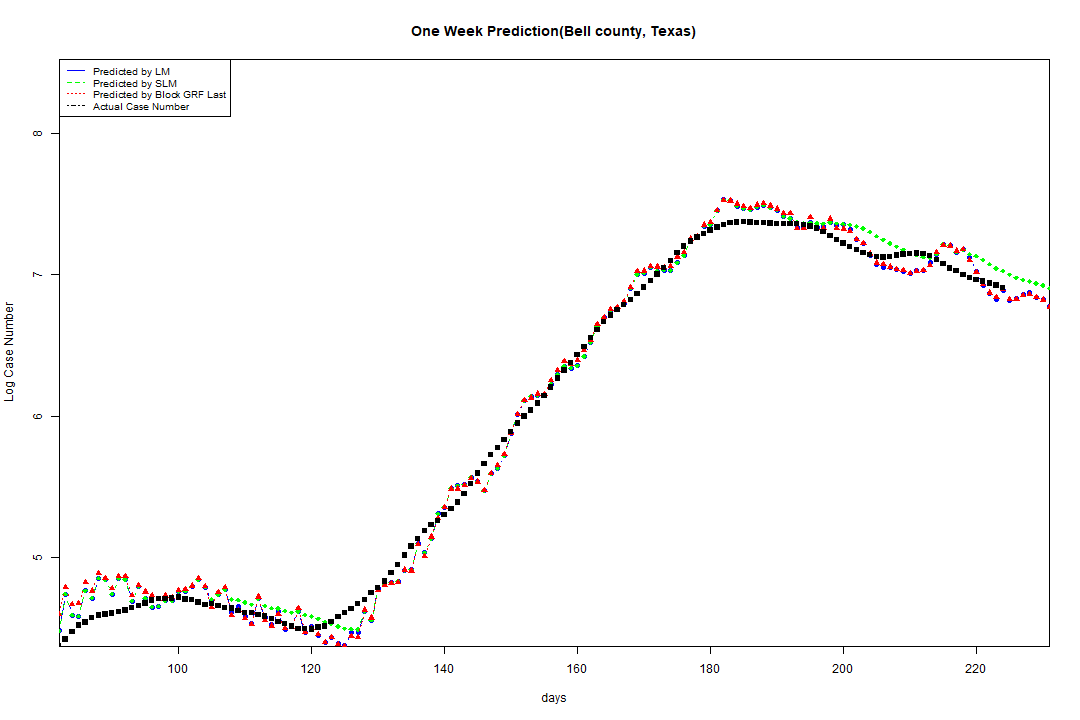 One Week Prediction(Bell county, Texas)
Predicted by LM
Predicted by SLM
Predicted by Block GRF Last
Actual Case Number
8
7
6
5
Log Case Number
100 120 140 160 180 200 220
days